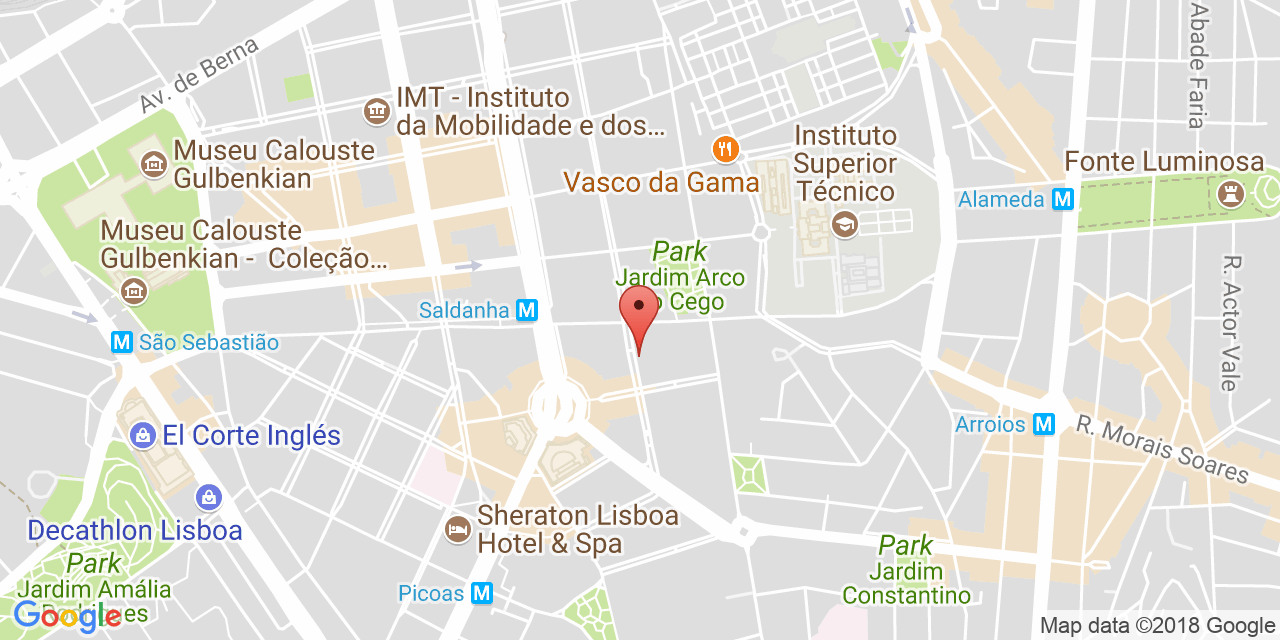 Abade Faria
Av. de Berna
IMT - Instituto
da Mobilidade e dos...
Museu Calouste
Gulbenkian
Vasco da Gama
Instituto
Superior
Técnico
Fonte Luminosa
Alameda M
Museu Calouste
Gulbenkian - Coleção...
Park
Jardim Arco
Cego
Saldanha M
M São Sebastião
R. Actor Vale
El Corte Inglés
Arroios M
R. Morais Soares
Decathlon Lisboa
Sheraton Lisboa
Hotel & Spa
Park
Jardim Amália
Park
Jardim
Constantino
Picoas M
Google
Map data ©2018 Google